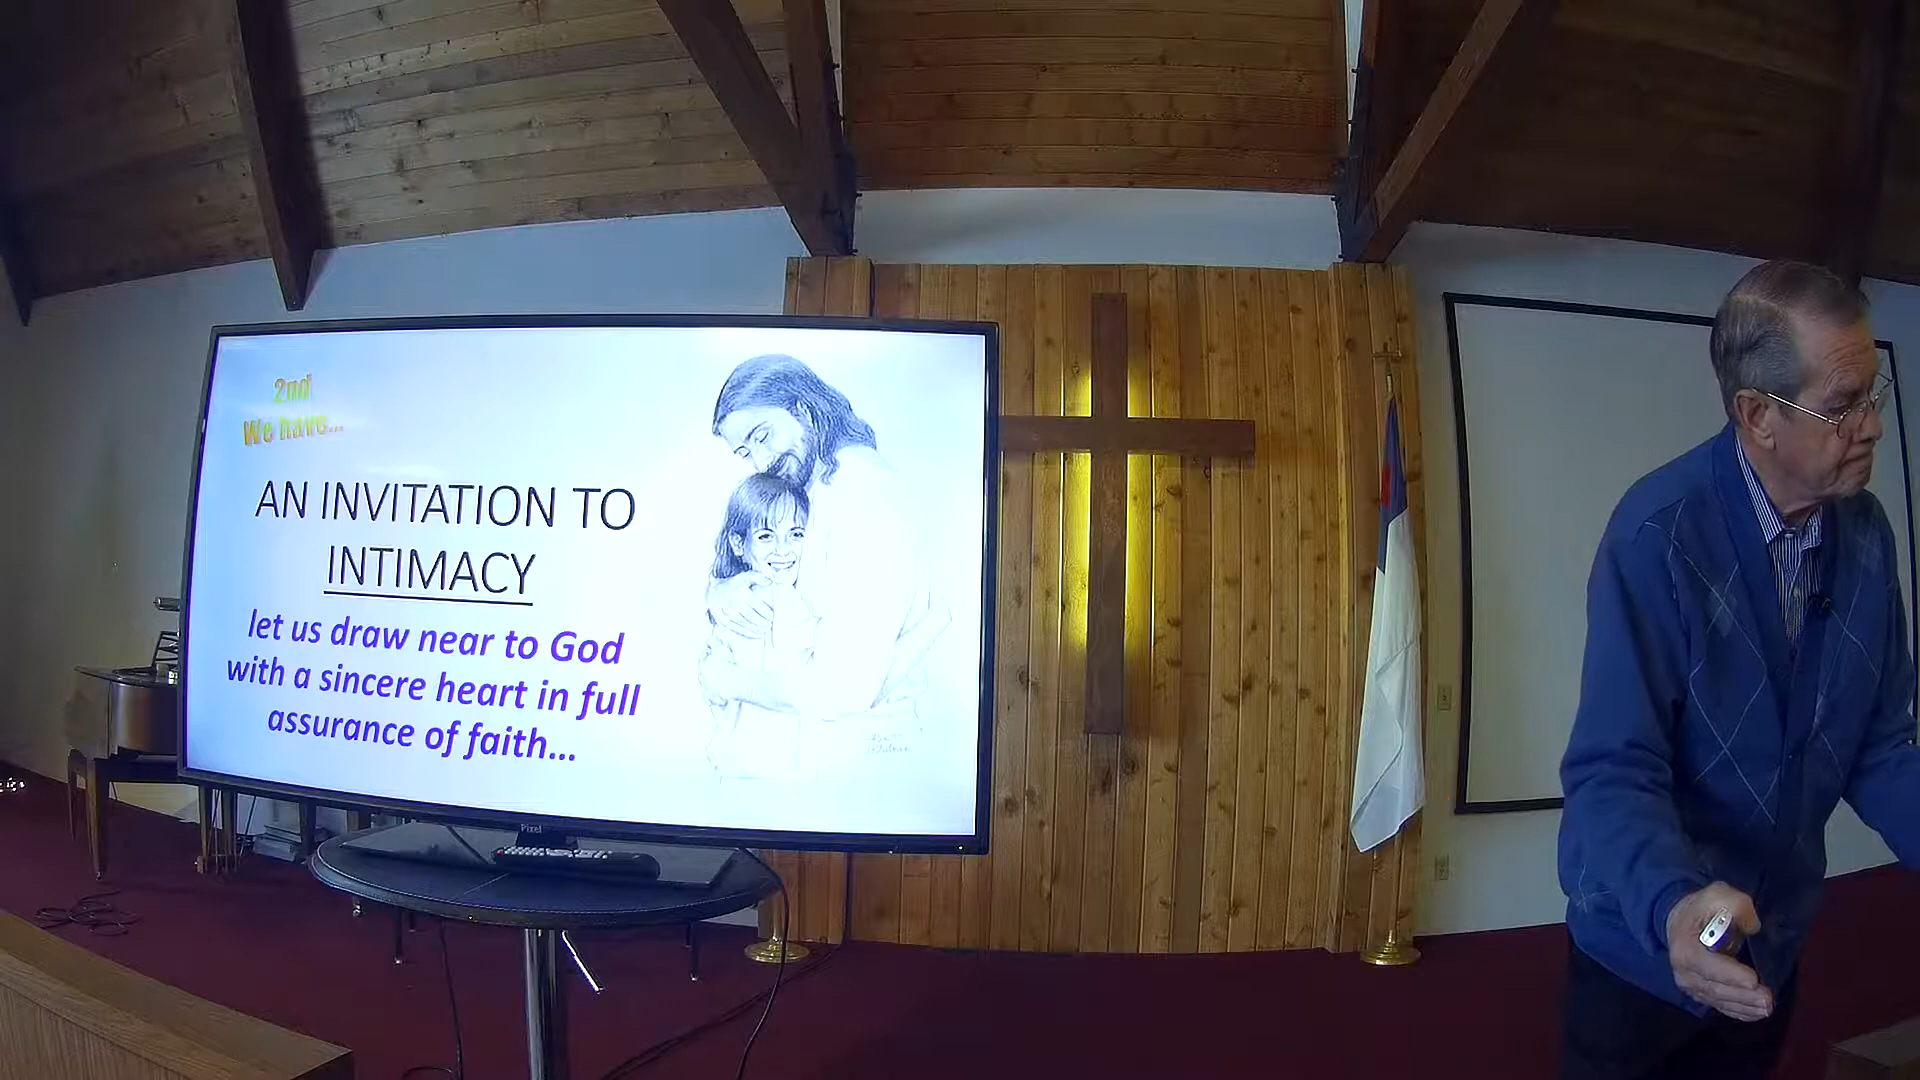 2nd
We have...
AN INVITATION TO
INTIMACY
let us draw near to God
with a sincere heart in full
assurance of faith...
Pixel